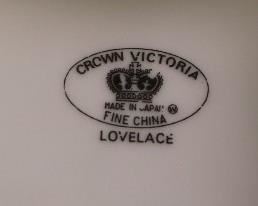 CROWN VICTORIA
MADE IN JAPAN W
FINE CHINA
LOVELACE